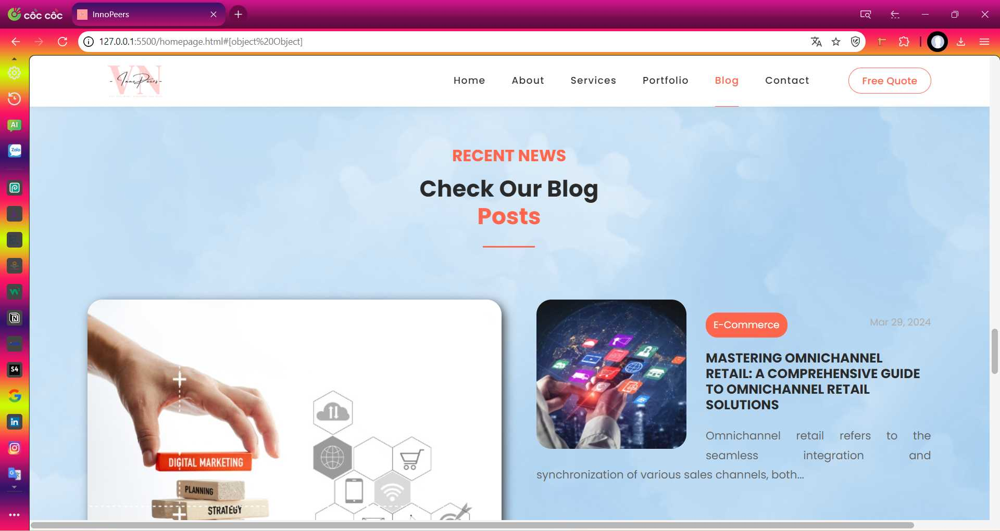 cốc cốc
InnoPeers
127.0.0.1:5500/homepage.html#[object%20Object]
VN
- InnoPeers -
Home
About
Services
Portfolio
Blog
Contact
Free Quote
AI
Zalo
RECENT NEWS
Check Our Blog
Posts
E-Commerce
Mar 29, 2024
MASTERING OMNICHANNEL
RETAIL: A COMPREHENSIVE GUIDE
TO OMNICHANNEL RETAIL
SOLUTIONS
Omnichannel retail refers to the
seamless integration and
synchronization of various sales channels, both...
DIGITAL MARKETING
PLANNING
STRATEGY
S4
in